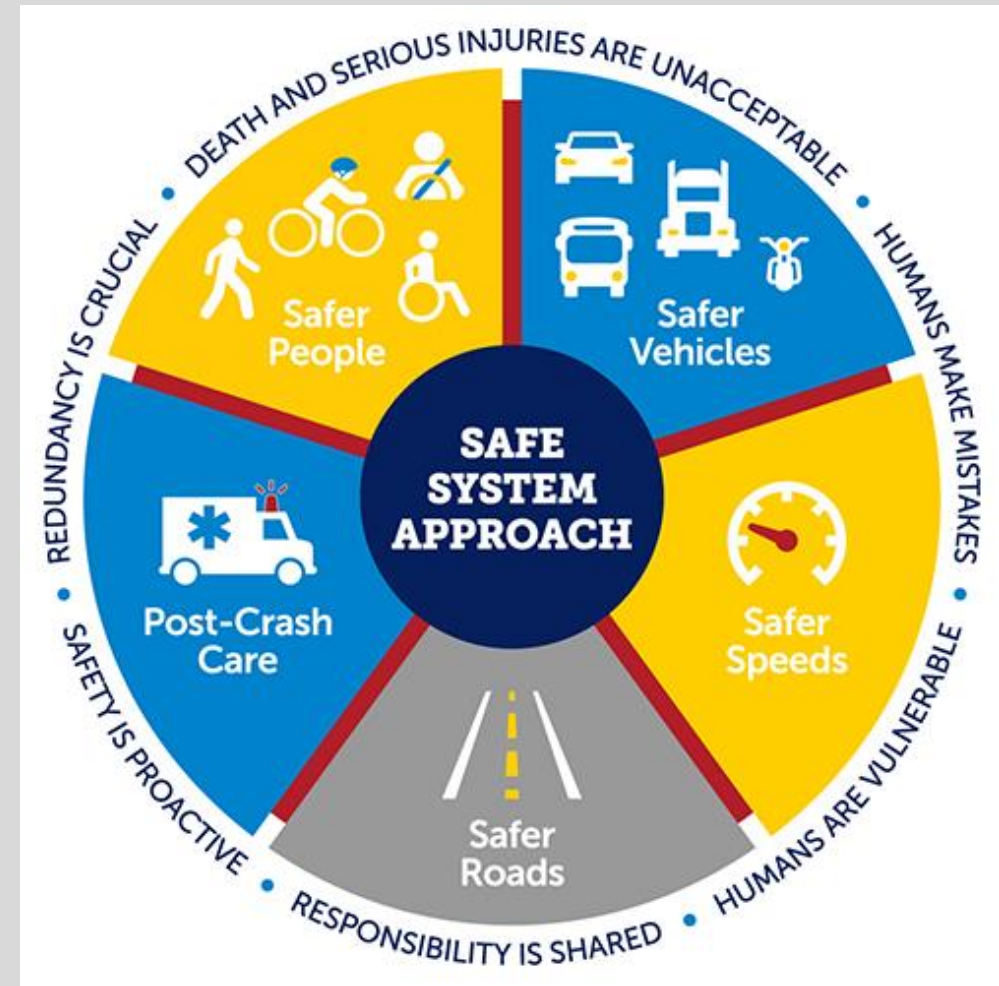 DEATH AND SERIOUS INJURIES ARE UNACCEPTABLE
HUMANS MAKE MISTAKES
HUMANS ARE VULNERABLE
RESPONSIBILITY IS SHARED
SAFETY IS PROACTIVE
REDUNDANCY IS CRUCIAL
Safer
People
Safer
Vehicles
SAFE
SYSTEM
APPROACH
Post-Crash
Care
Safer
Speeds
Safer
Roads